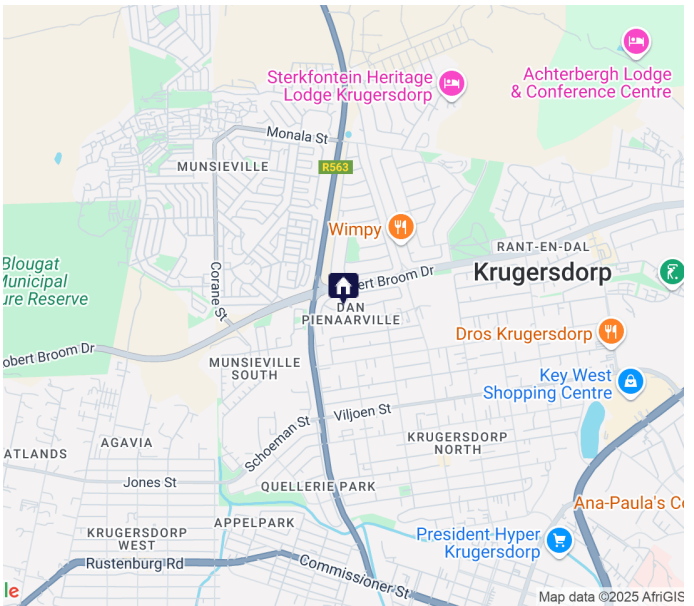 Sterkfontein Heritage
Lodge Krugersdorp
Achterbergh Lodge
& Conference Centre
Monala St
MUNSIEVILLE
R563
Wimpy
RANT-EN-DAL
Krugersdorp
Blougat
Municipal
ure Reserve
Corane St
ert Broom Dr
DAN
PIENAARVILLE
Dros Krugersdorp
obert Broom Dr
MUNSIEVILLE
SOUTH
Key West
Shopping Centre
Viljoen St
Schoeman St
KRUGERSDORP
NORTH
ATLANDS
AGAVIA
Jones St
QUELLERIE PARK
Ana-Paula's Co
APPELPARK
KRUGERSDORP
WEST
President Hyper
Krugersdorp
Rustenburg Rd
Commissioner St
le
Map data ©2025 AfriGIS